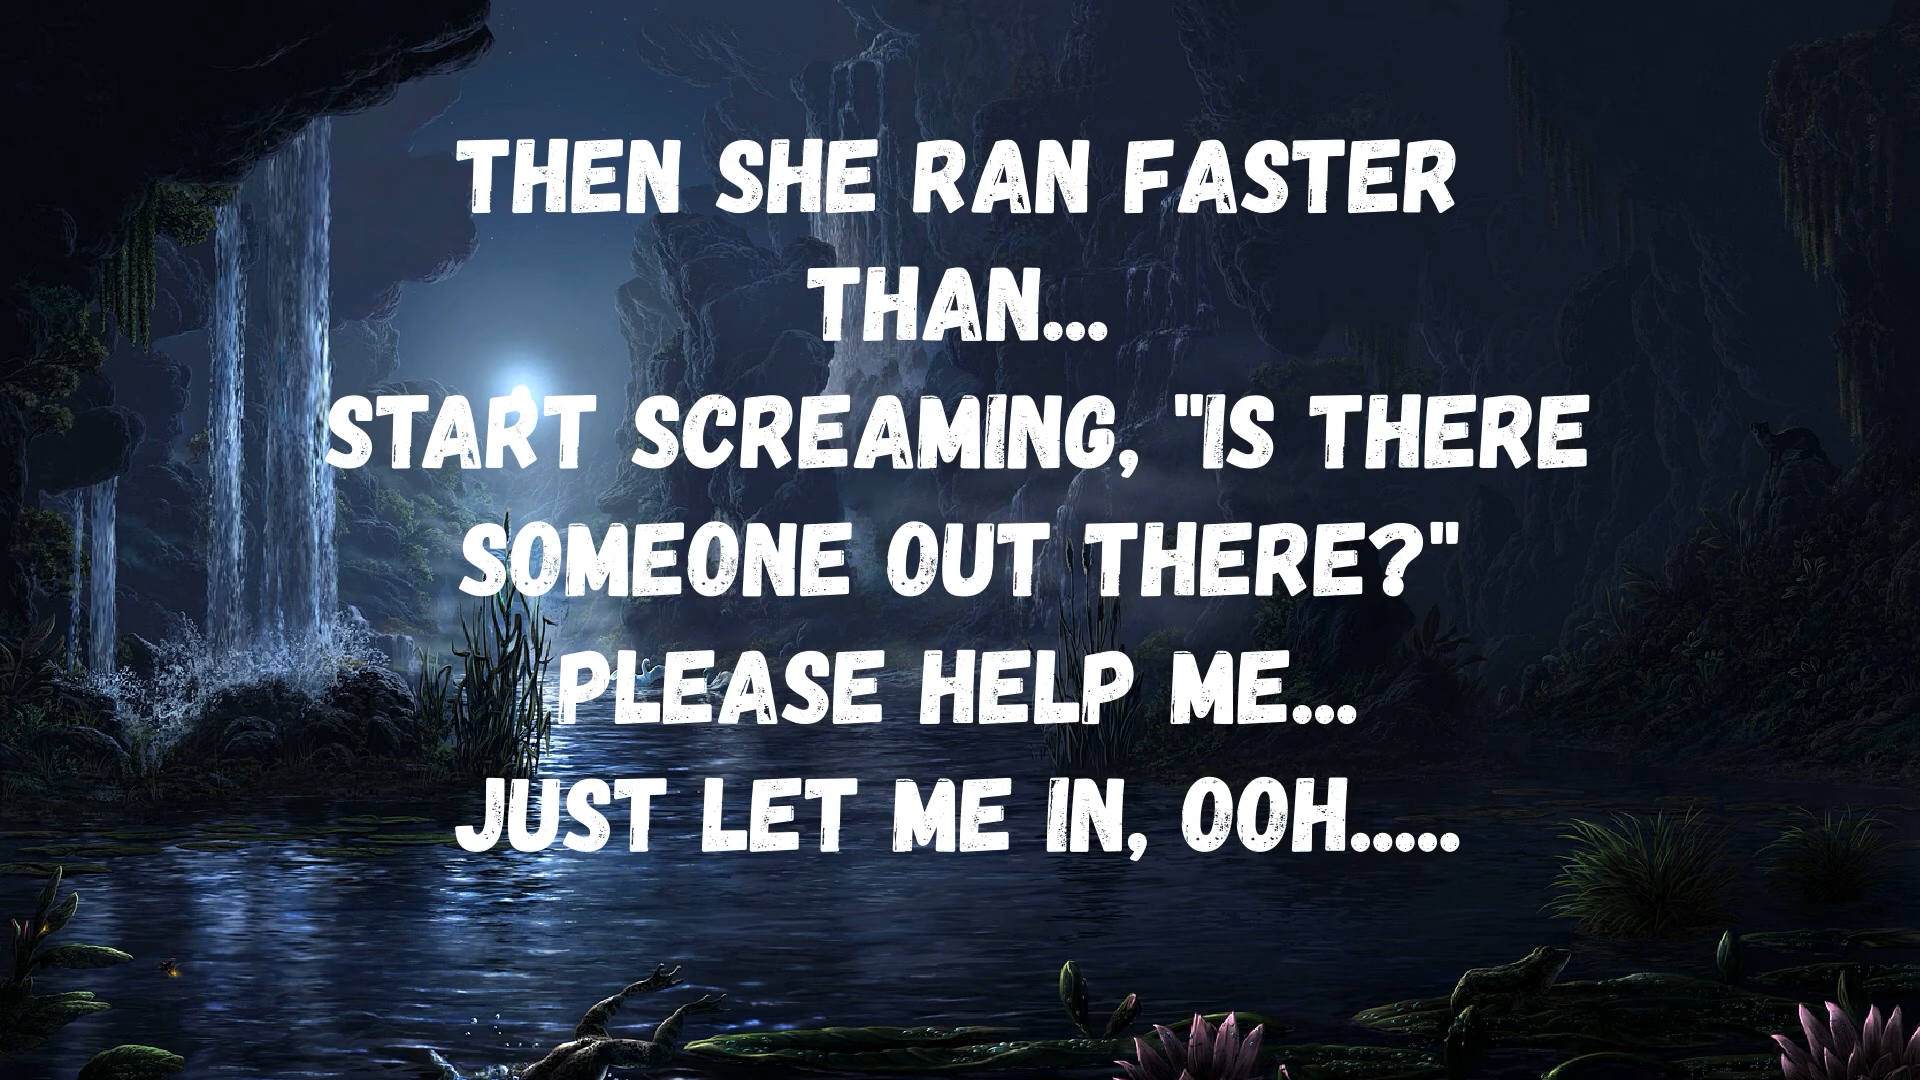 THEN SHE RAN FASTER
THAN...
START SCREAMING, "IS THERE
SOMEONE OUT THERE?"
PLEASE HELP ME...
JUST LET ME IN, OOH.....